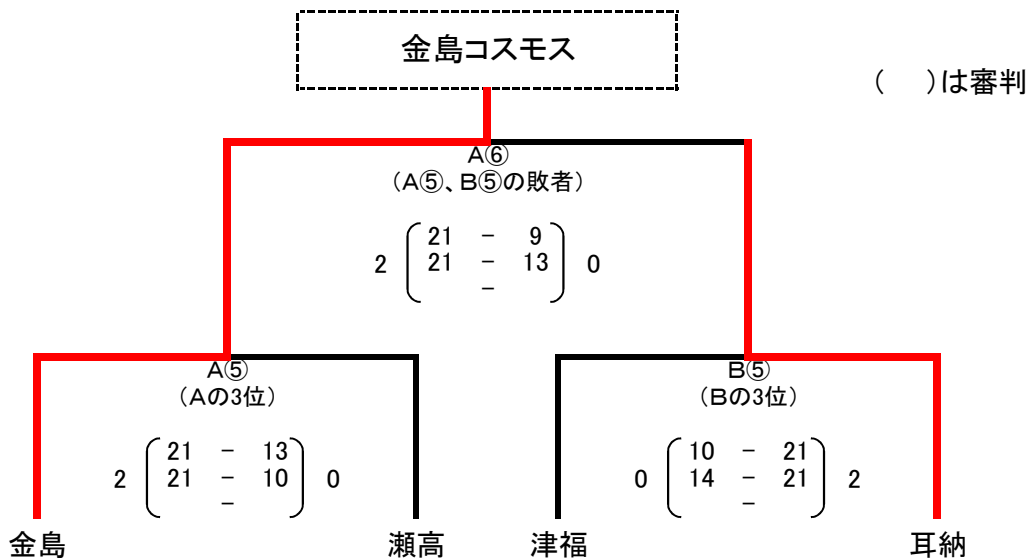 金島コスモス
(　)は審判
A⑥
(A⑤、B⑤の敗者)
21 － 9
2 21 － 13 0
－
A⑤
(Aの3位)
21 － 13
2 21 － 10 0
－
B⑤
(Bの3位)
10 － 21
0 14 － 21 2
－
金島 瀬高 津福 耳納